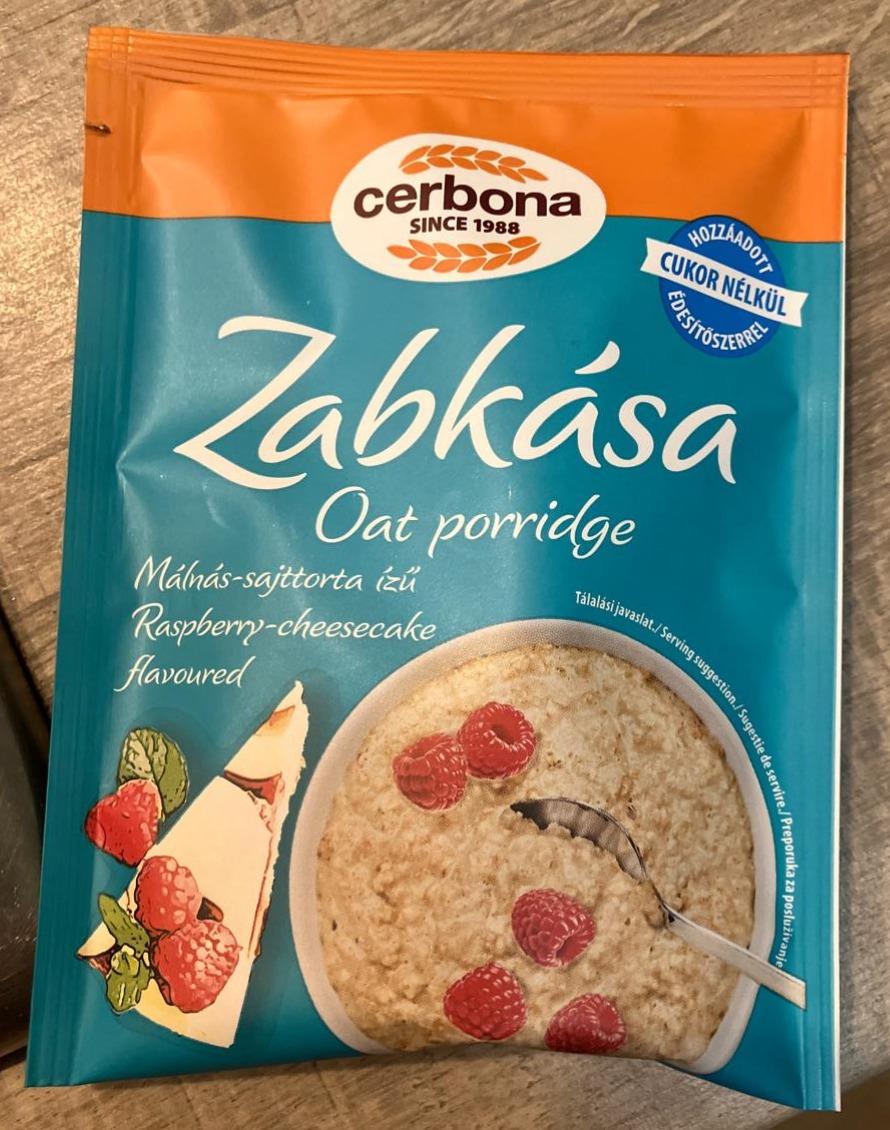 cerbona
SINCE 1988
HOZZÁADOTT
CUKOR NÉLKÜL
ÉDESÍTŐSZERREL
Zabkása
Oat porridge
Málnás-sajttorta ízű
Raspberry-cheesecake
flavoured
Tálalási javaslat./ Serving suggestion./ Sugestie de servire./ Preporuka za posluživanje